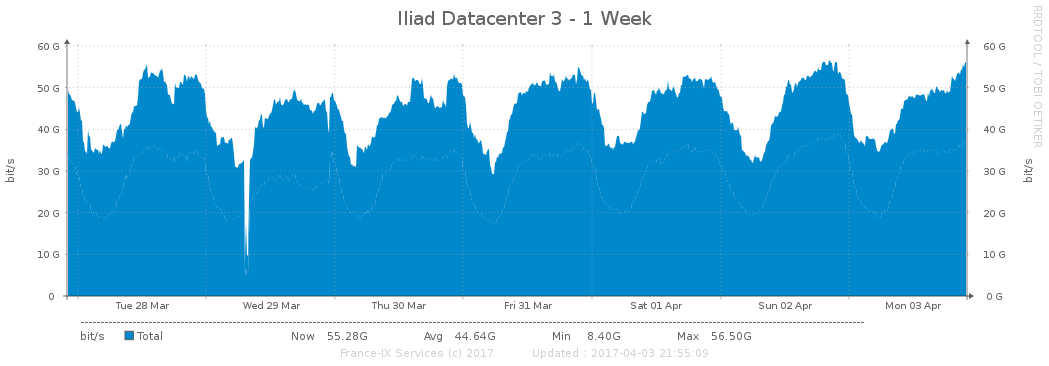 Iliad Datacenter 3 - 1 Week
RRDTOOL / TOBI OETIKER
60 G 60 G
50 G 50 G
40 G 40 G
30 G 30 G
20 G 20 G
10 G 10 G
0 0 G
bit/s bit/s
Tue 28 Mar Wed 29 Mar Thu 30 Mar Fri 31 Mar Sat 01 Apr Sun 02 Apr Mon 03 Apr
bit/s Total Now 55.28G Avg 44.64G Min 8.40G Max 56.50G
France-IX Services (c) 2017 Updated : 2017-04-03 21:55:09